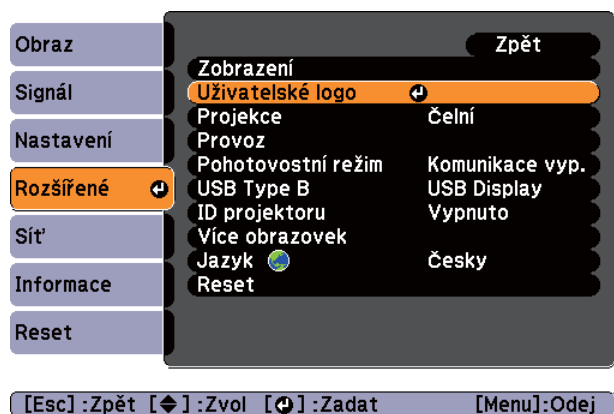 Obraz
Signál
Nastavení
Rozšířené
Síť
Informace
Reset
Zpět
Zobrazení
Uživatelské logo
Projekce Čelní
Provoz
Pohotovostní režim Komunikace vyp.
USB Type B USB Display
ID projektoru Vypnuto
Více obrazovek
Jazyk Česky
Reset
[Esc] :Zpět [◆] :Zvol [↵] :Zadat [Menu]:Odej